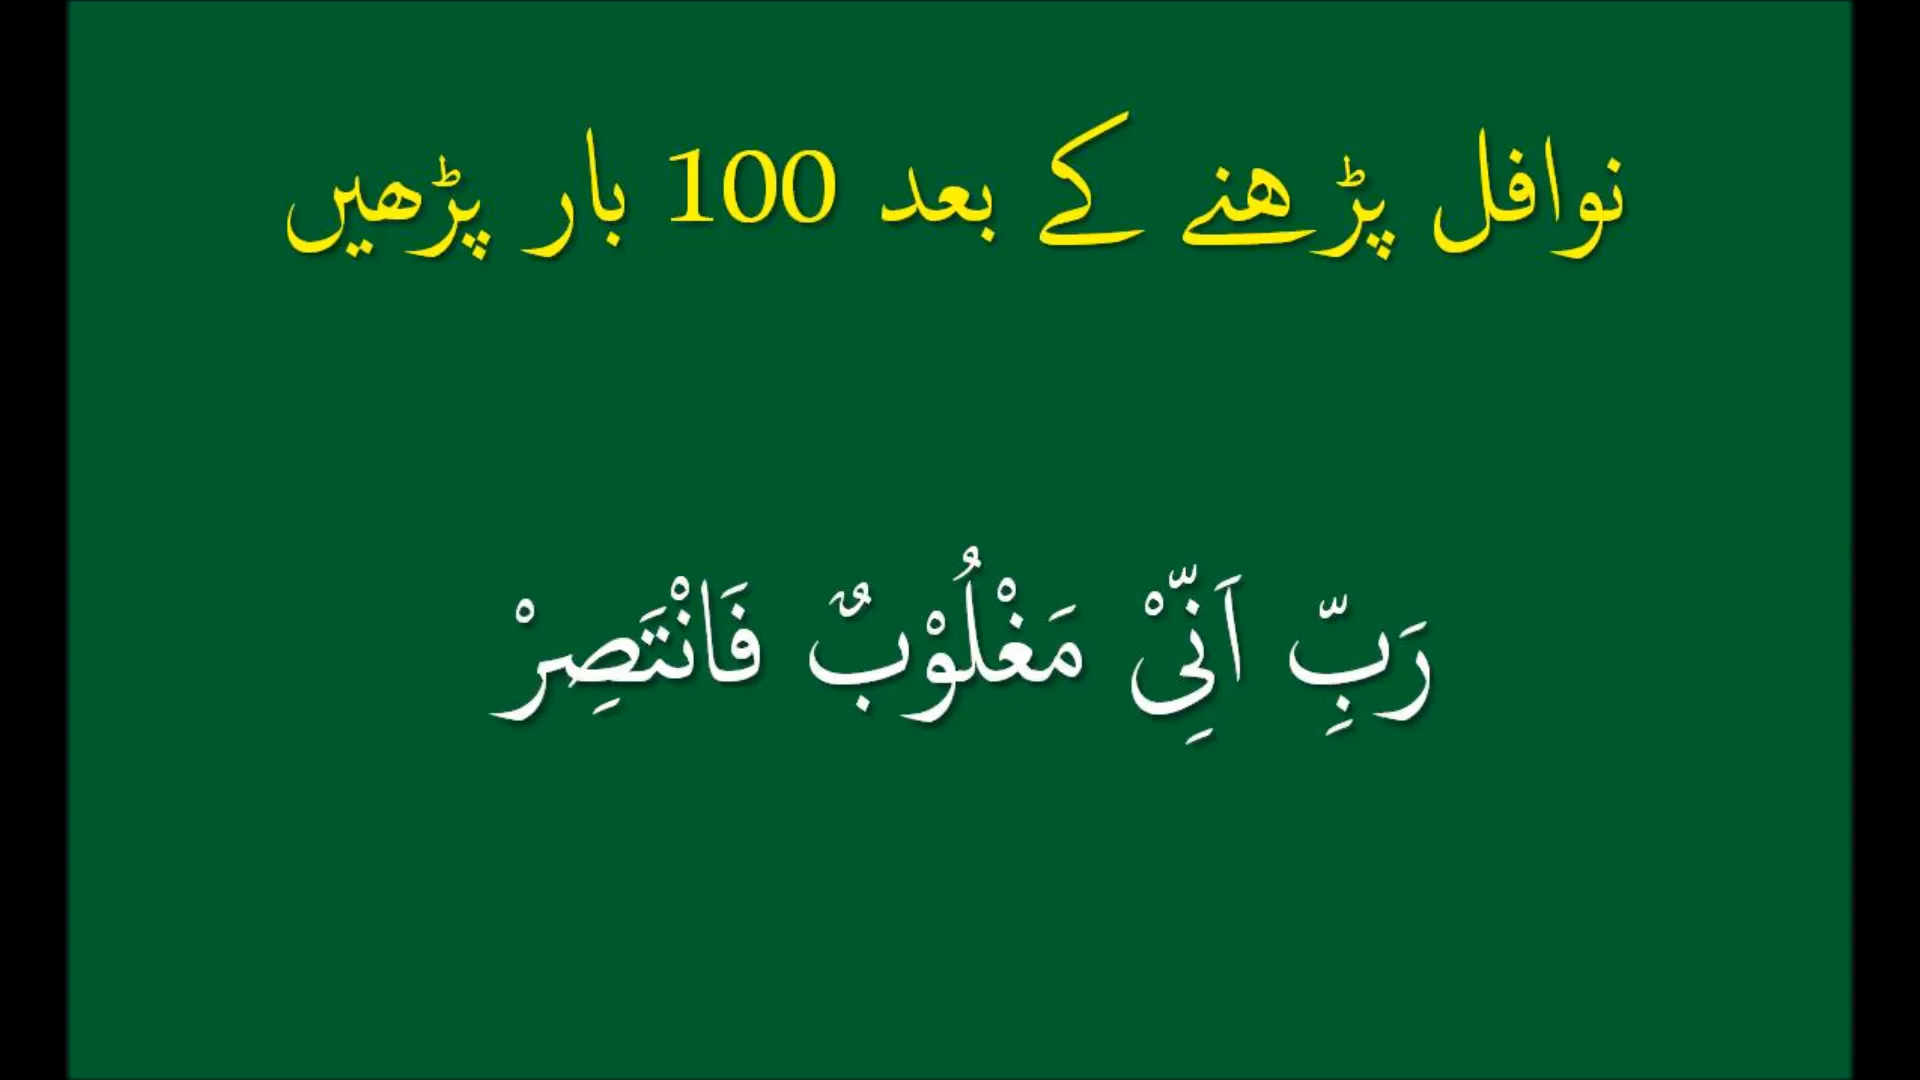 نوافل پڑھنے کے بعد 100 بار پڑھیں
رَبِّ اَنِّیْ مَغْلُوْبٌ فَانْتَصِرْ